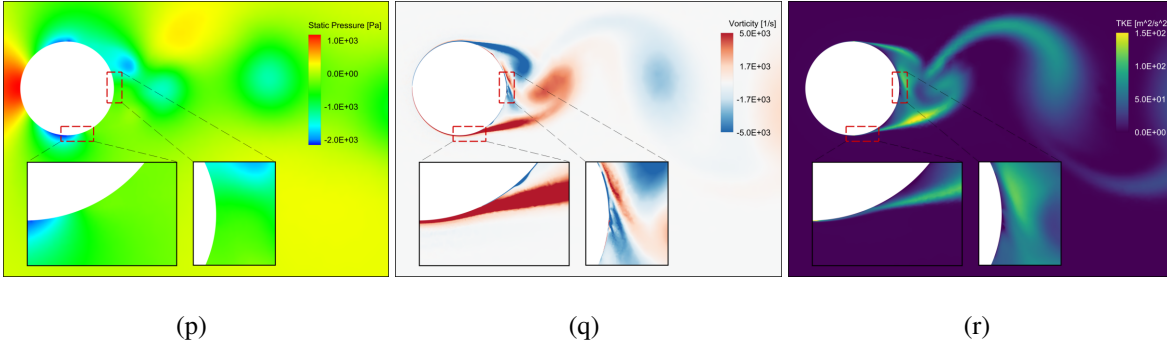 Static Pressure [Pa]
1.0E+03
0.0E+00
-1.0E+03
-2.0E+03
Vorticity [1/s]
5.0E+03
1.7E+03
-1.7E+03
-5.0E+03
TKE [m^2/s^2]
1.5E+02
1.0E+02
5.0E+01
0.0E+00
(p)
(q)
(r)